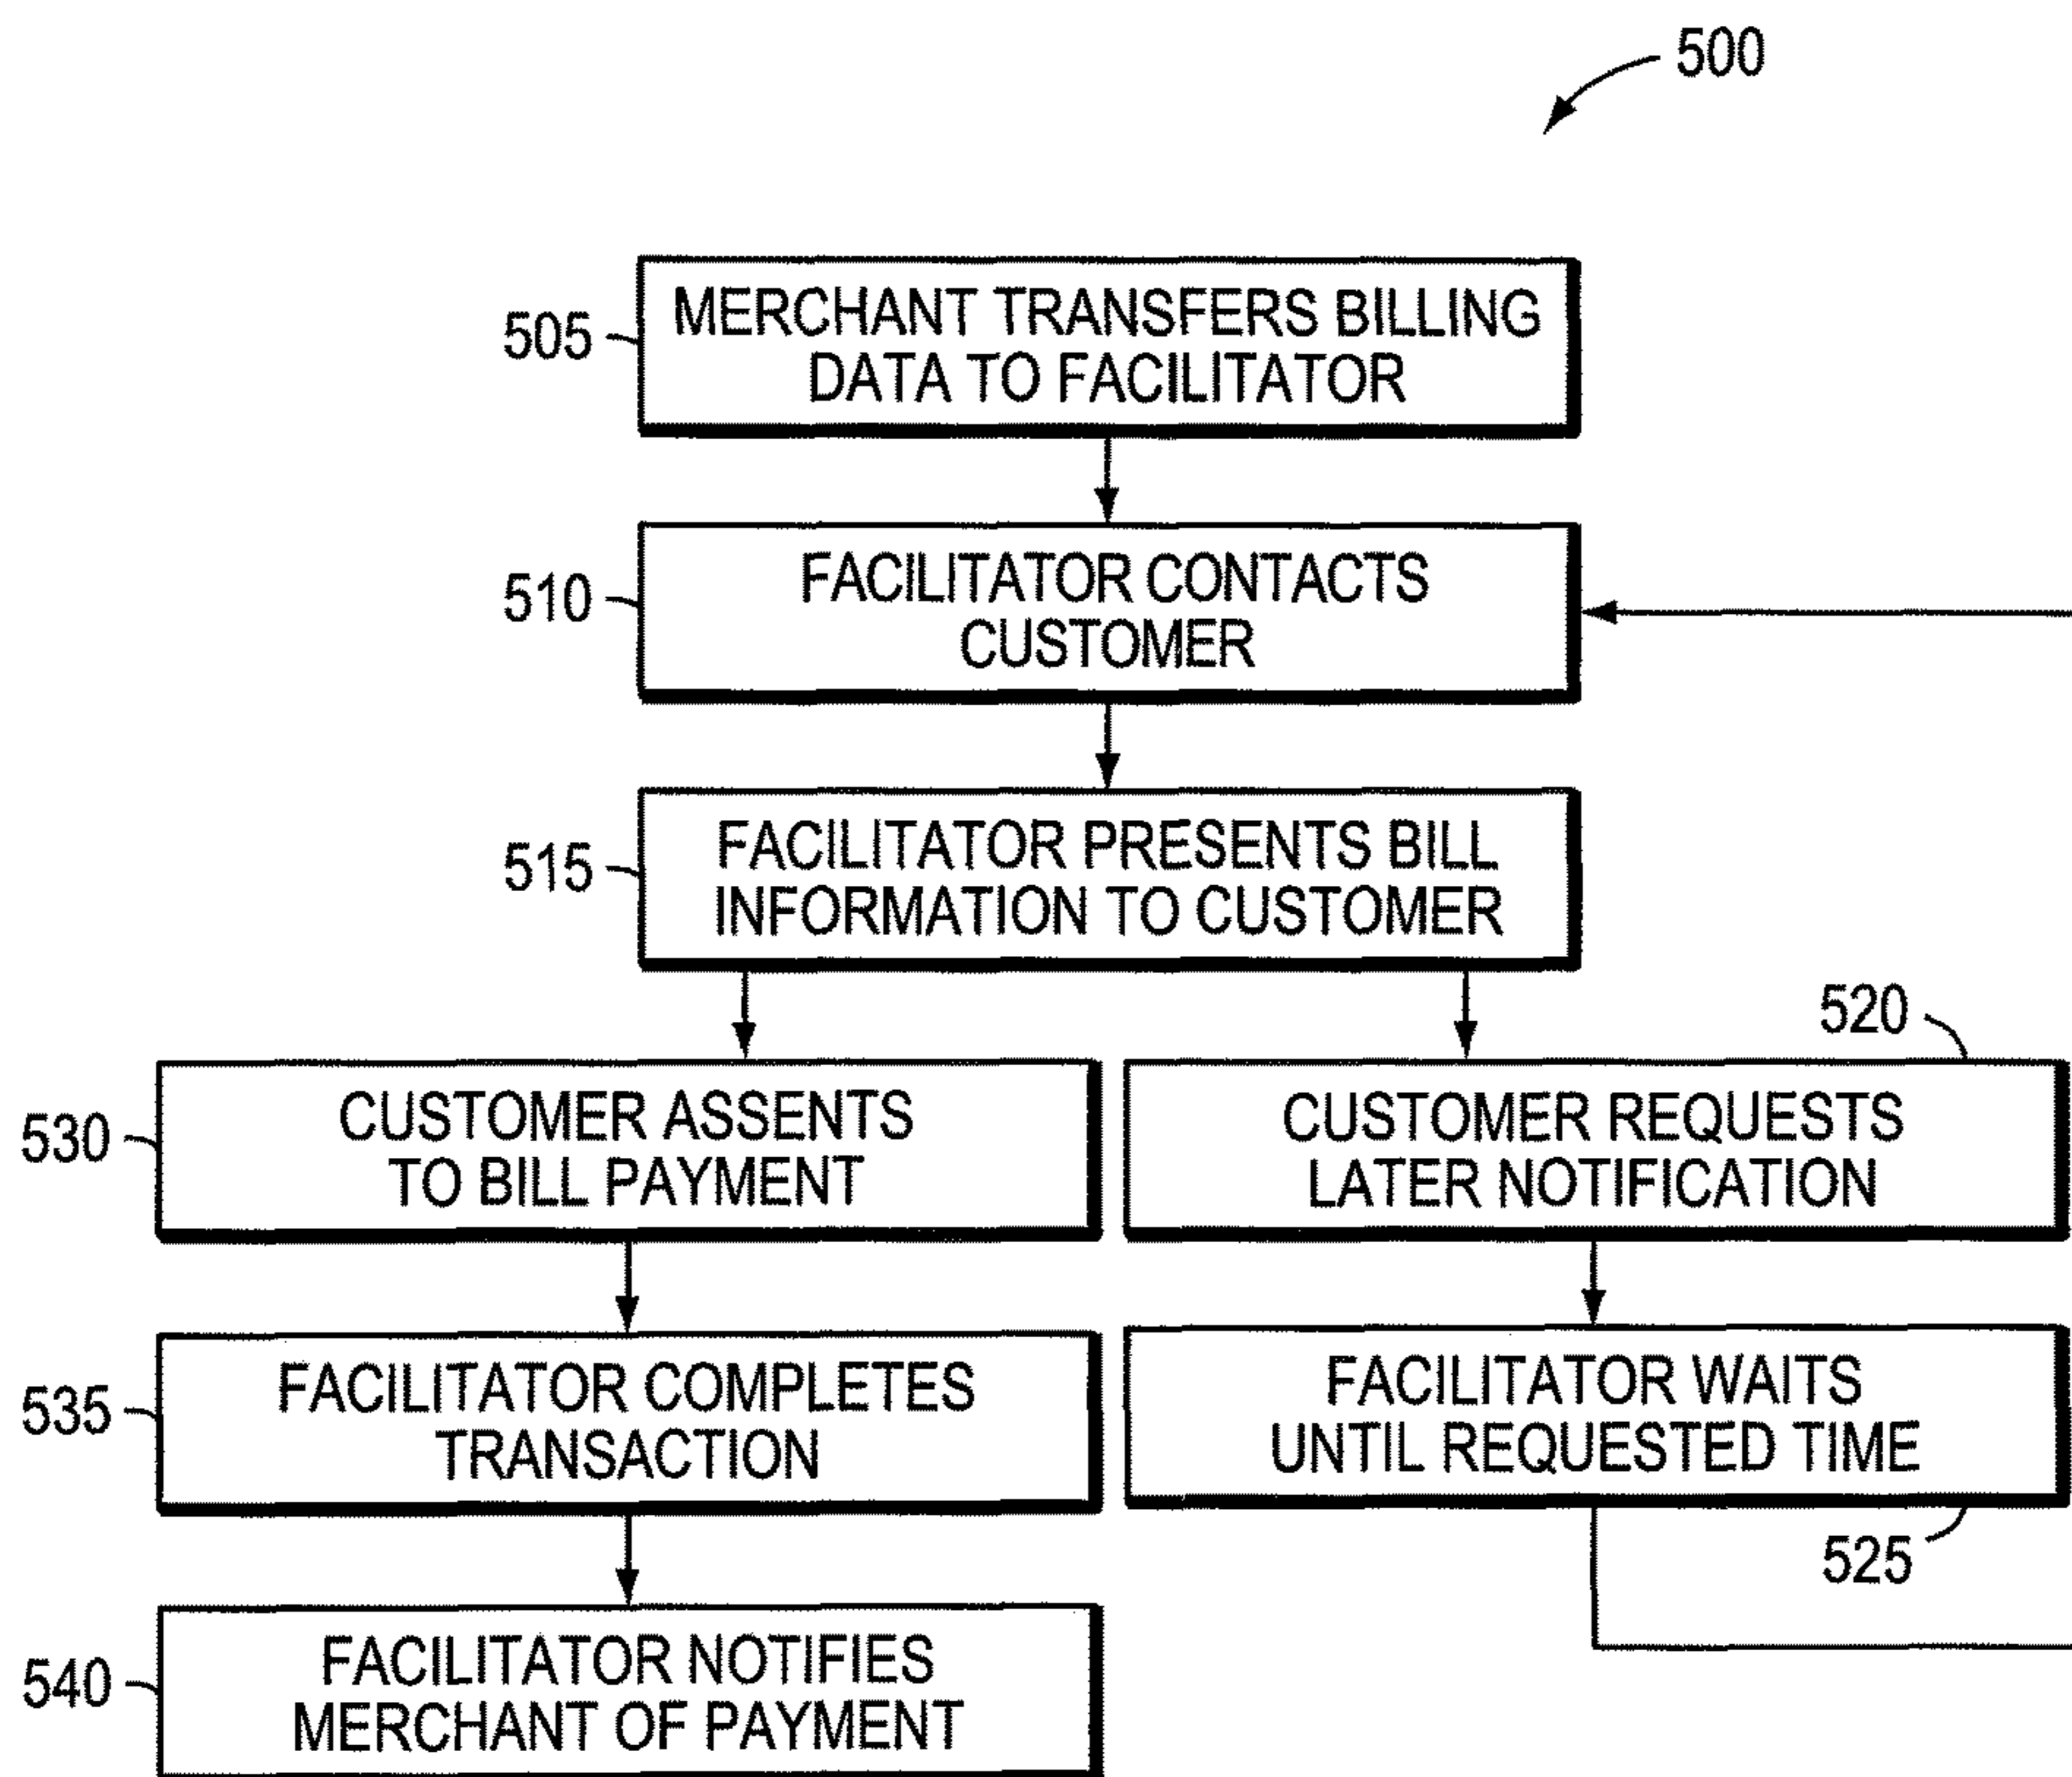 500
505
MERCHANT TRANSFERS BILLING
DATA TO FACILITATOR
510
FACILITATOR CONTACTS
CUSTOMER
515
FACILITATOR PRESENTS BILL
INFORMATION TO CUSTOMER
530
CUSTOMER ASSENTS
TO BILL PAYMENT
520
CUSTOMER REQUESTS
LATER NOTIFICATION
535
FACILITATOR COMPLETES
TRANSACTION
FACILITATOR WAITS
UNTIL REQUESTED TIME
525
540
FACILITATOR NOTIFIES
MERCHANT OF PAYMENT